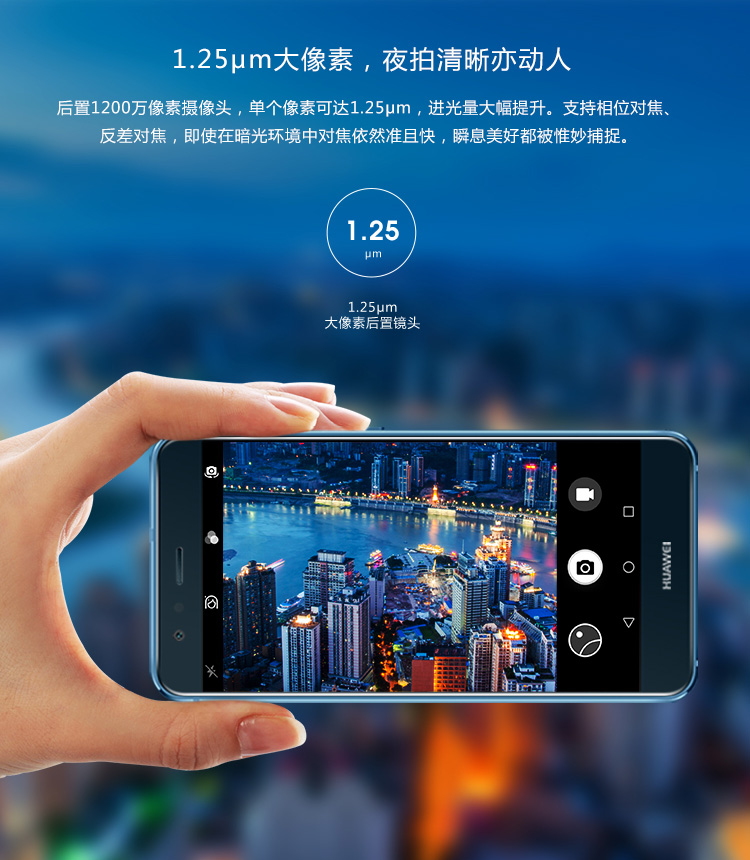 1.25μm大像素，夜拍清晰亦动人
后置1200万像素摄像头，单个像素可达1.25μm，进光量大幅提升。支持相位对焦、
反差对焦，即使在暗光环境中对焦依然准且快，瞬息美好都被惟妙捕捉。
1.25
μm
1.25μm
大像素后置镜头
HUAWEI